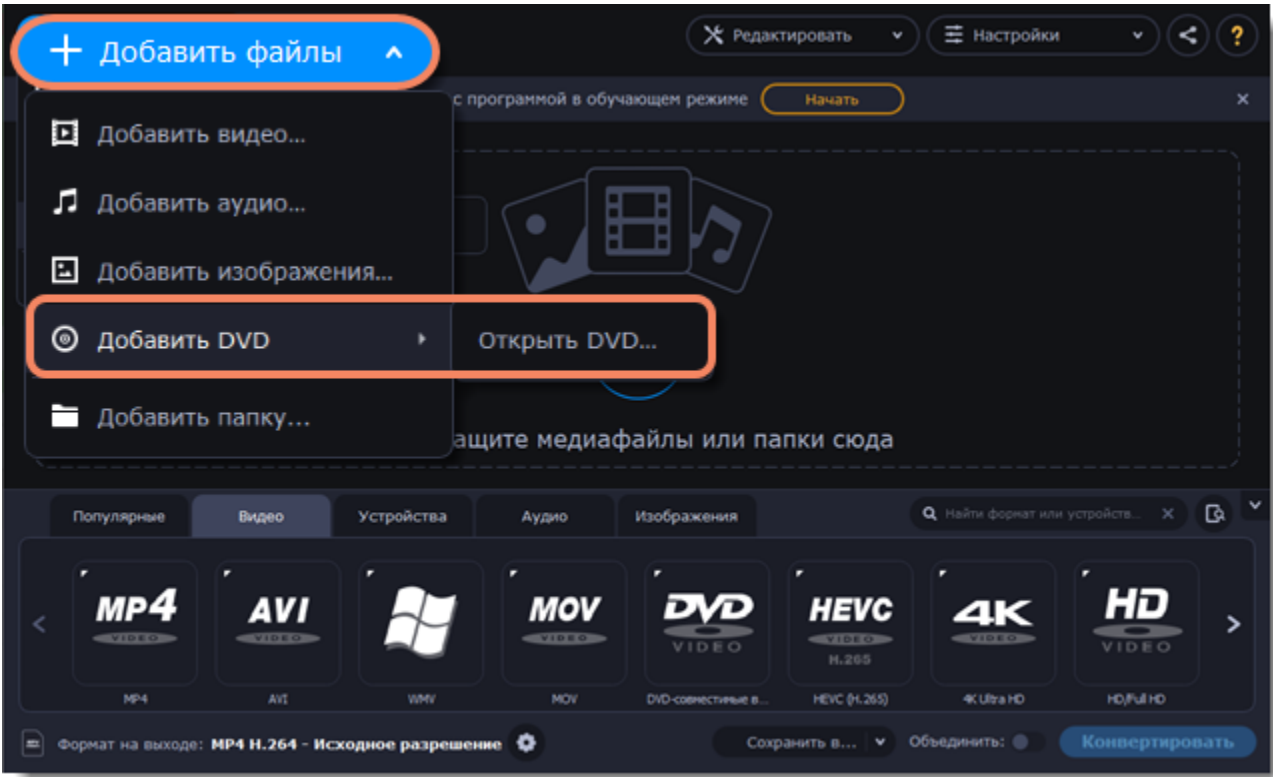 Добавить файлы
Редактировать
Настройки
?
с программой в обучающем режиме
Начать
Добавить видео...
Добавить аудио...
Добавить изображения...
Добавить DVD
Открыть DVD...
Добавить папку...
ащите медиафайлы или папки сюда
Популярные
Видео
Устройства
Аудио
Изображения
Найти формат или устройств...
MP4
VIDEO
AVI
VIDEO
MOV
VIDEO
DVD
VIDEO
HEVC
VIDEO
H.265
4K
VIDEO
HD
VIDEO
MP4
AVI
WMV
MOV
DVD-совместимые в...
HEVC (H.265)
4K Ultra HD
HD/Full HD
Формат на выходе: MP4 H.264 - Исходное разрешение
Сохранить в...
Объединить:
Конвертировать